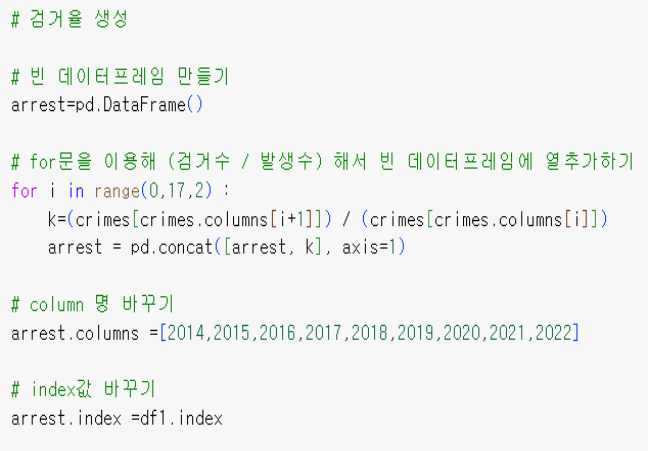 # 검거율 생성
# 빈 데이터프레임 만들기
arrest=pd.DataFrame()
# for문을 이용해 (검거수 / 발생수) 해서 빈 데이터프레임에 열추가하기
for i in range(0,17,2) :
    k=(crimes[crimes.columns[i+1]]) / (crimes[crimes.columns[i]])
    arrest = pd.concat([arrest, k], axis=1)
# column 명 바꾸기
arrest.columns =[2014,2015,2016,2017,2018,2019,2020,2021,2022]
# index값 바꾸기
arrest.index =df1.index